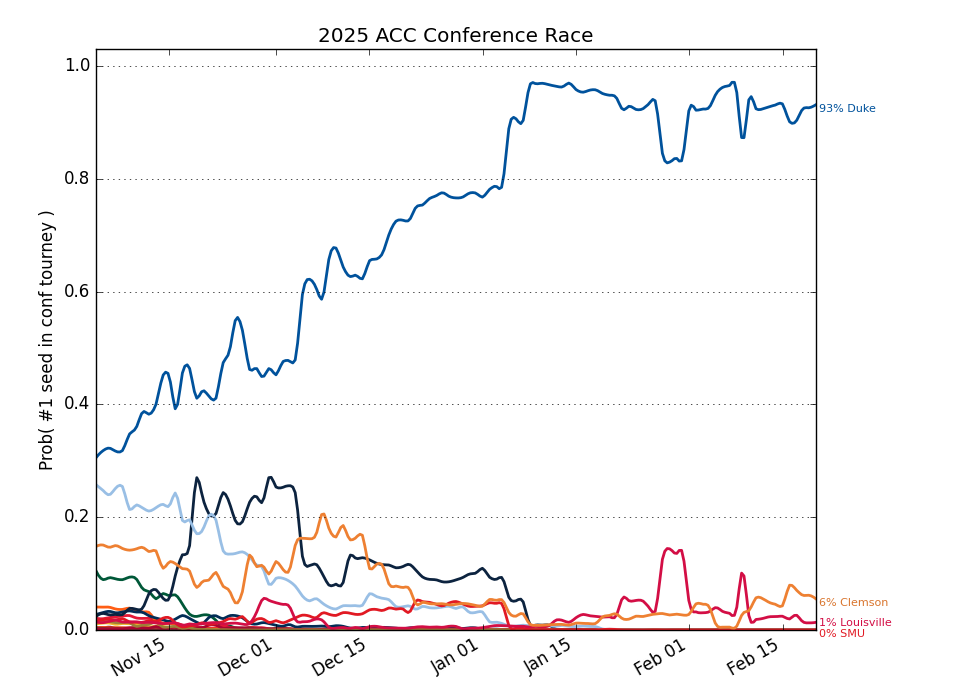 2025 ACC Conference Race
Prob( #1 seed in conf tourney )
1.0
0.8
0.6
0.4
0.2
0.0
93% Duke
6% Clemson
1% Louisville
0% SMU
Nov 15
Dec 01
Dec 15
Jan 01
Jan 15
Feb 01
Feb 15